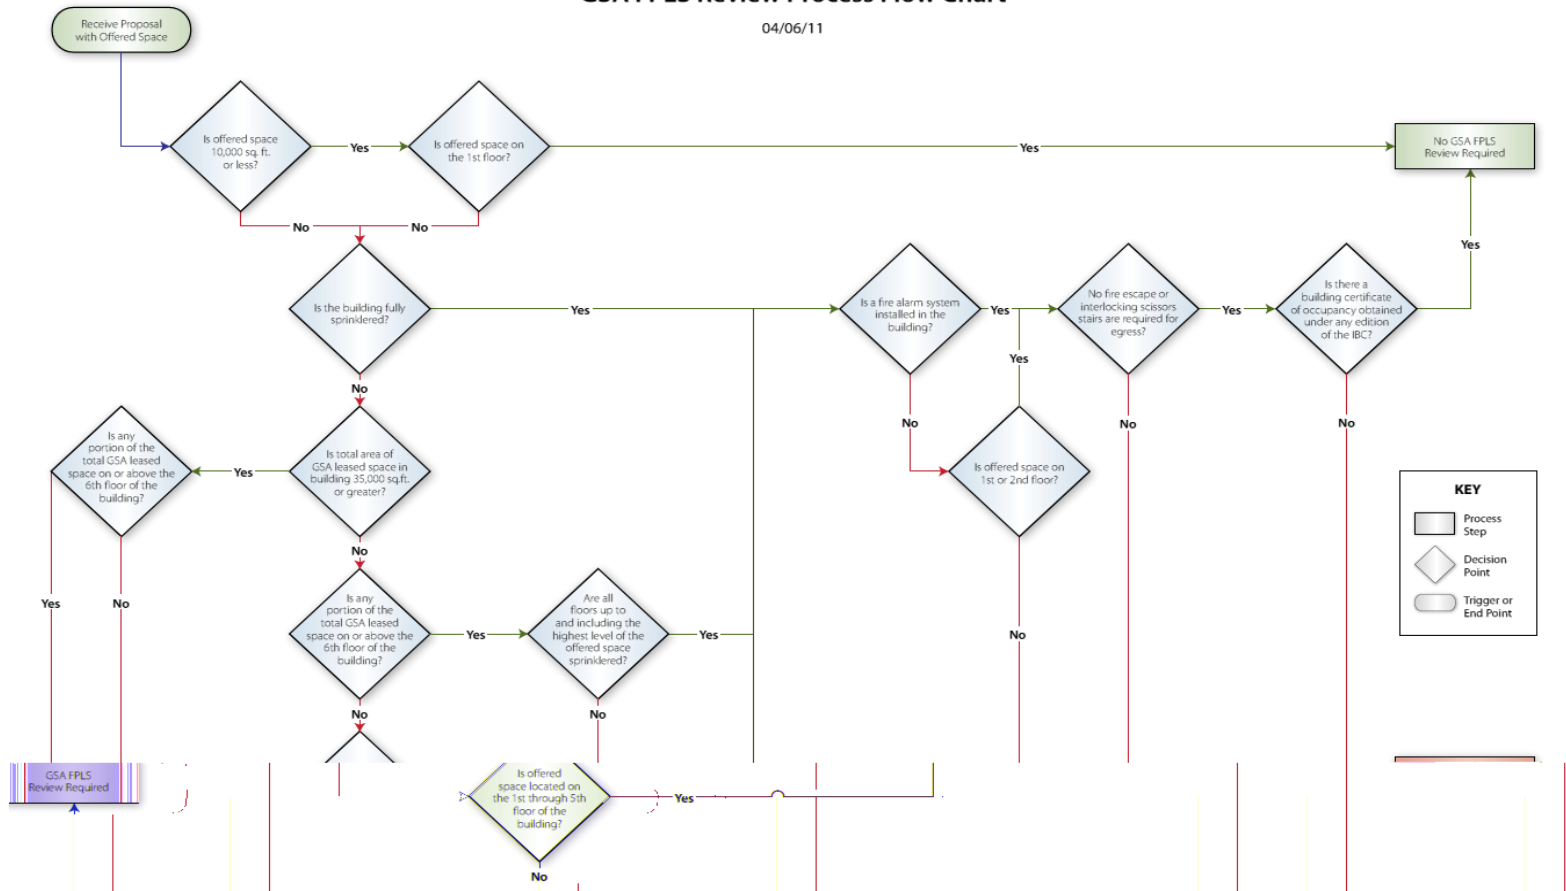 04/06/11
Receive Proposal
with Offered Space
Is offered space
10,000 sq. ft.
or less?
Yes
Is offered space on
the 1st floor?
Yes
No GSA FPLS
Review Required
No
No
Yes
Is the building fully
sprinklered?
Yes
Is a fire alarm system
installed in the
building?
Yes
No fire escape or
interlocking scissors
stairs are required for
egress?
Yes
Is there a
building certificate
of occupancy obtained
under any edition
of the IBC?
Yes
No
No
No
No
Is any
portion of the
total GSA leased
space on or above the
6th floor of the
building?
Yes
Is total area of
GSA leased space in
building 35,000 sq.ft.
or greater?
Is offered space on
1st or 2nd floor?
KEY
Process
Step
Decision
Point
Trigger or
End Point
No
Yes
No
Is any
portion of the
total GSA leased
space on or above the
6th floor of the
building?
Yes
Are all
floors up to
and including the
highest level of the
offered space
sprinklered?
Yes
No
No
No
GSA FPLS
Review Required
Is offered
space located on
the 1st through 5th
floor of the
building?
Yes
No